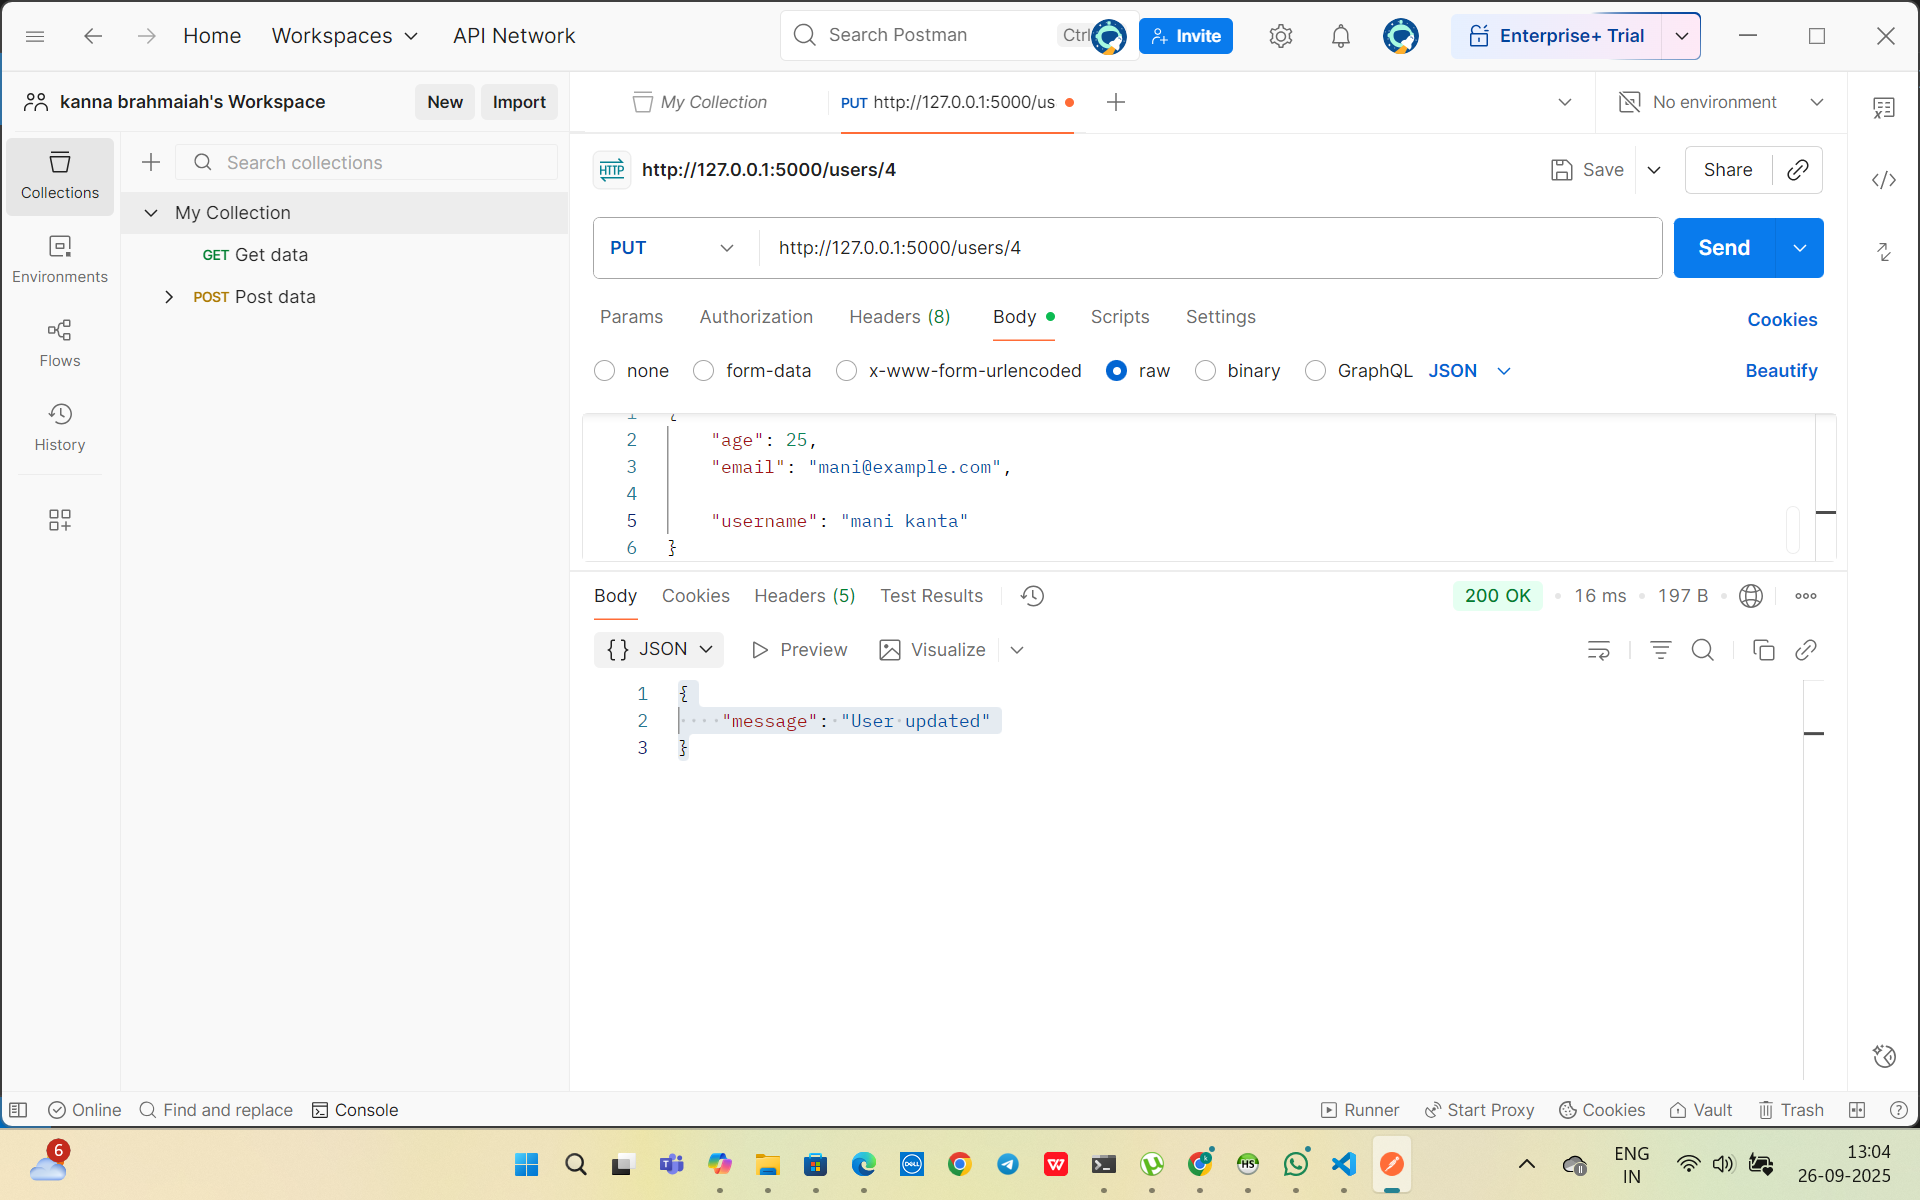 Home Workspaces API Network Search Postman Ctrl Invite Enterprise+ Trial
kanna brahmaiah's Workspace New Import My Collection PUT http://127.0.0.1:5000/us No environment
Search collections
http://127.0.0.1:5000/users/4 Save Share
Collections
My Collection
GET Get data
POST Post data
Environments
Flows
History
PUT http://127.0.0.1:5000/users/4 Send
Params Authorization Headers (8) Body Scripts Settings Cookies
none form-data x-www-form-urlencoded raw binary GraphQL JSON Beautify
1 {
2 "age": 25,
3 "email": "mani@example.com",
4
5 "username": "mani kanta"
6 }
Body Cookies Headers (5) Test Results 200 OK • 16 ms • 197 B
{} JSON Preview Visualize
1 {
2 "message": "User updated"
3 }
Online Find and replace Console Runner Start Proxy Cookies Vault Trash
6
ENG
IN
13:04
26-09-2025